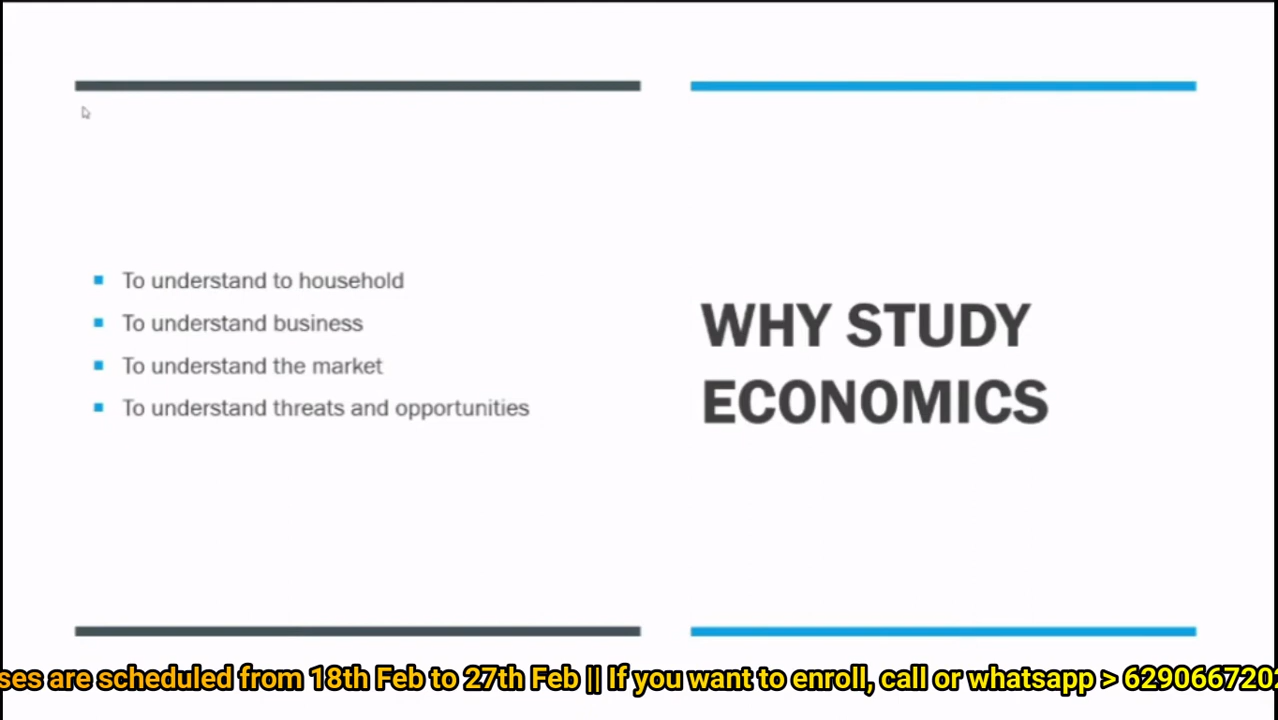 To understand to household
To understand business
To understand the market
To understand threats and opportunities
WHY STUDY
ECONOMICS
are scheduled from 18th Feb to 27th Feb || If you want to enroll, call or whatsapp >